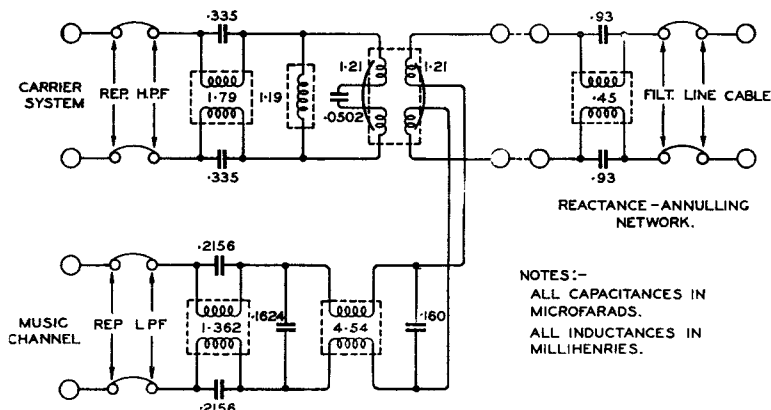 .335
.93
CARRIER
SYSTEM
REP. H.P.F
1.79
1.19
1.21
1.21
.0502
.45
FILT. LINE CABLE
.335
.93
REACTANCE-ANNULLING
NETWORK.
.2156
MUSIC
CHANNEL
REP L.P.F
1.362
.1624
4.54
.160
.2156
NOTES:-
ALL CAPACITANCES IN
MICROFARADS.
ALL INDUCTANCES IN
MILLIHENRIES.